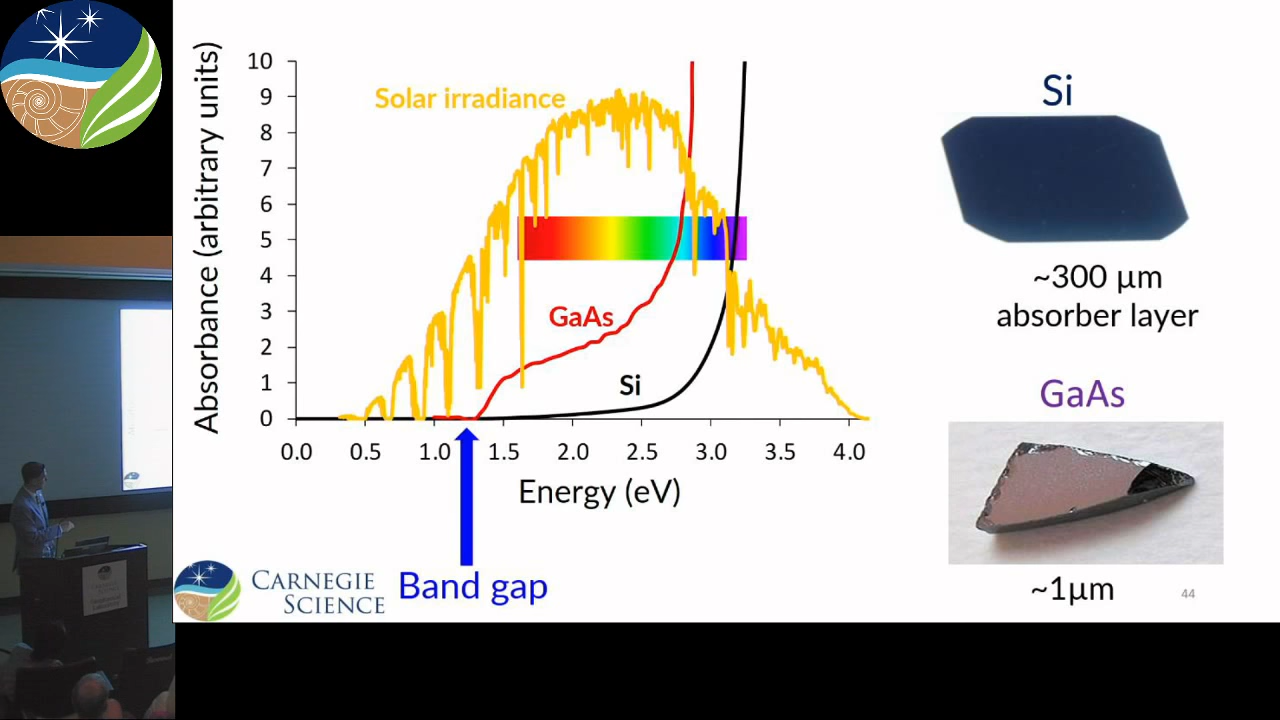 Absorbance (arbitrary units)
10
9
8
7
6
5
4
3
2
1
0
Solar irradiance
GaAs
Si
0.0 0.5 1.0 1.5 2.0 2.5 3.0 3.5 4.0
Energy (eV)
Band gap
CARNEGIE
SCIENCE
Si
~300 µm
absorber layer
GaAs
~1µm
44